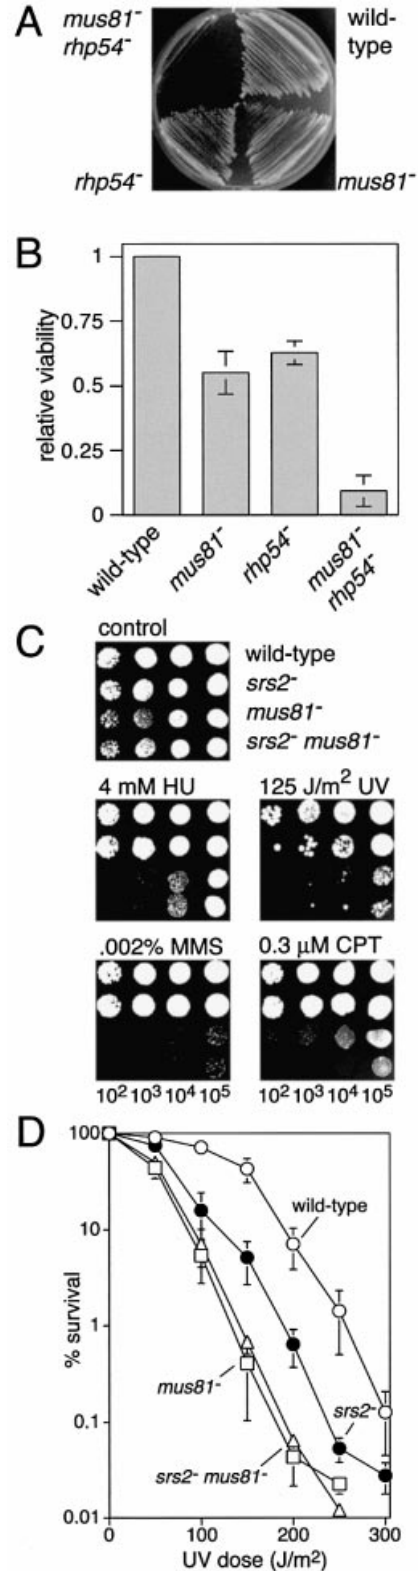 A
mus81⁻
rhp54⁻
wild-
type
rhp54⁻
mus81⁻
B
relative viability
1
0.75
0.5
0.25
0
wild-type
mus81⁻
rhp54⁻
mus81⁻
rhp54⁻
C
control
wild-type
srs2⁻
mus81⁻
srs2⁻ mus81⁻
4 mM HU
125 J/m² UV
.002% MMS
0.3 µM CPT
10² 10³ 10⁴ 10⁵
10² 10³ 10⁴ 10⁵
D
% survival
100
10
1
0.1
0.01
wild-type
mus81⁻
srs2⁻
srs2⁻ mus81⁻
0 100 200 300
UV dose (J/m²)